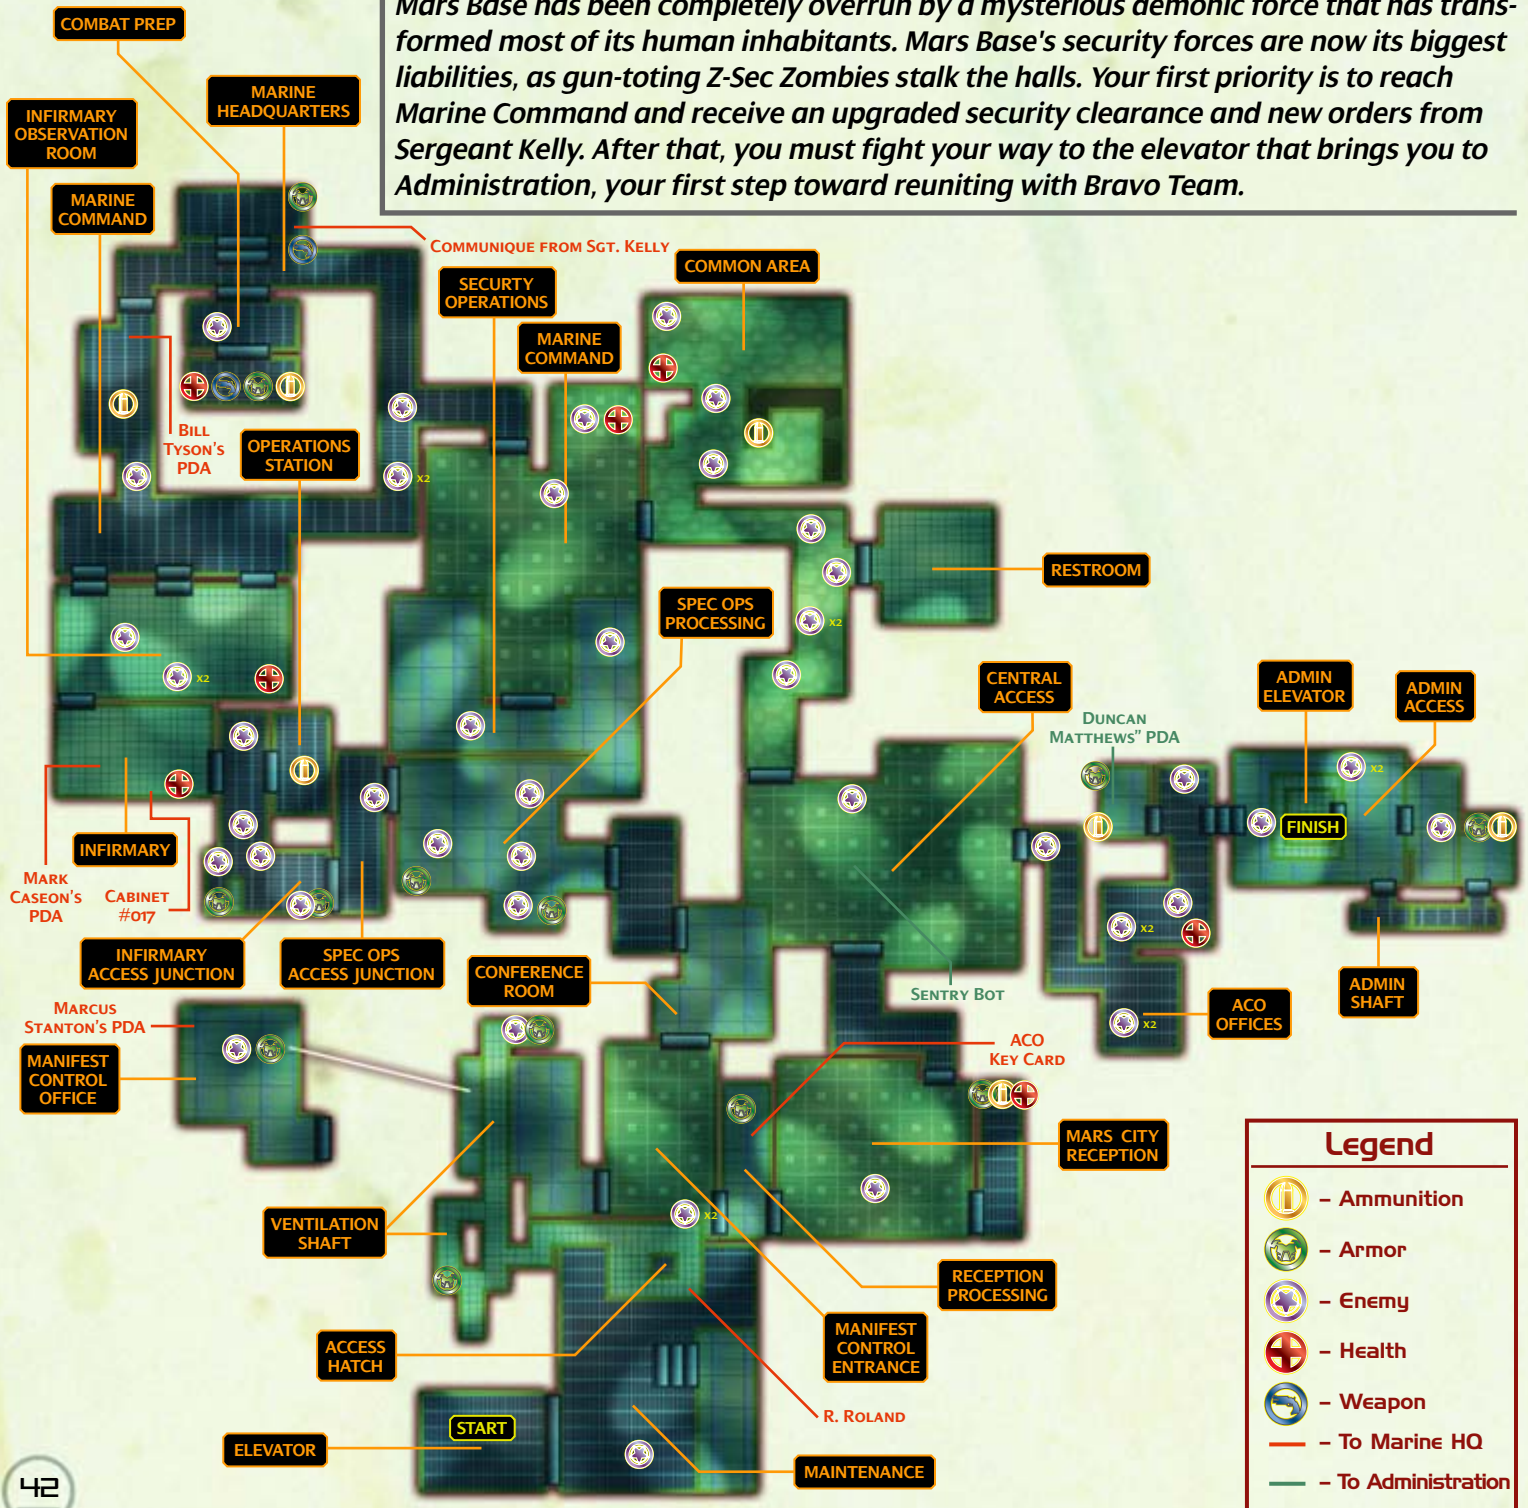 Mars Base has been completely overrun by a mysterious demonic force that has trans-
formed most of its human inhabitants. Mars Base's security forces are now its biggest
liabilities, as gun-toting Z-Sec Zombies stalk the halls. Your first priority is to reach
Marine Command and receive an upgraded security clearance and new orders from
Sergeant Kelly. After that, you must fight your way to the elevator that brings you to
Administration, your first step toward reuniting with Bravo Team.
COMBAT PREP
MARINE
HEADQUARTERS
INFIRMARY
OBSERVATION
ROOM
MARINE
COMMAND
COMMUNIQUE FROM SGT. KELLY
SECURTY
OPERATIONS
COMMON AREA
MARINE
COMMAND
BILL
TYSON'S
PDA
OPERATIONS
STATION
x2
RESTROOM
SPEC OPS
PROCESSING
x2
x2
CENTRAL
ACCESS
ADMIN
ELEVATOR
ADMIN
ACCESS
DUNCAN
MATTHEWS" PDA
x2
FINISH
INFIRMARY
MARK
CASEON'S
PDA
CABINET
#017
x2
INFIRMARY
ACCESS JUNCTION
SPEC OPS
ACCESS JUNCTION
CONFERENCE
ROOM
SENTRY BOT
ADMIN
SHAFT
ACO
OFFICES
x2
MARCUS
STANTON'S PDA
MANIFEST
CONTROL
OFFICE
ACO
KEY CARD
MARS CITY
RECEPTION
VENTILATION
SHAFT
x2
RECEPTION
PROCESSING
MANIFEST
CONTROL
ENTRANCE
ACCESS
HATCH
R. ROLAND
START
ELEVATOR
MAINTENANCE
Legend
– Ammunition
– Armor
– Enemy
– Health
– Weapon
– To Marine HQ
– To Administration
42